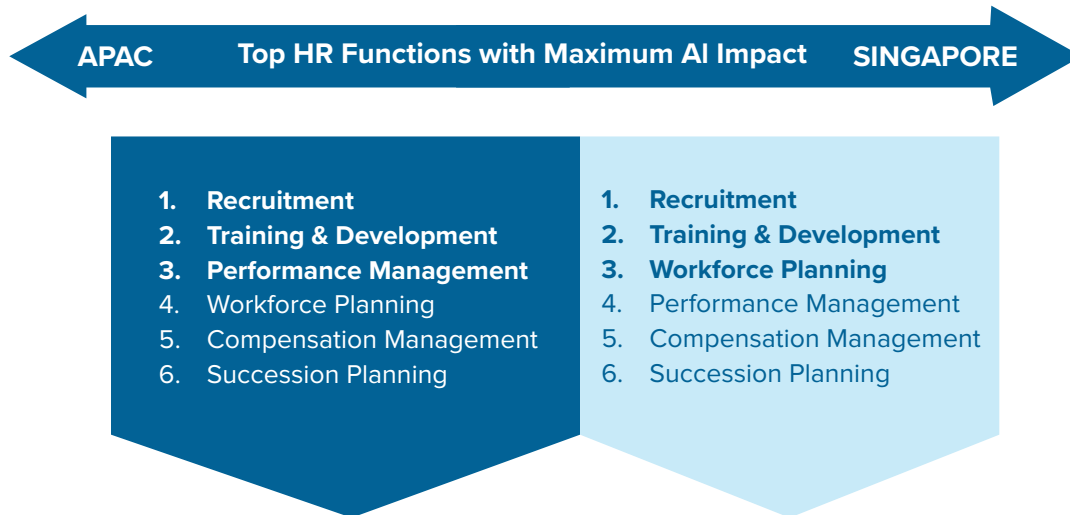 APAC Top HR Functions with Maximum AI Impact SINGAPORE
1. Recruitment
2. Training & Development
3. Performance Management
4. Workforce Planning
5. Compensation Management
6. Succession Planning
1. Recruitment
2. Training & Development
3. Workforce Planning
4. Performance Management
5. Compensation Management
6. Succession Planning